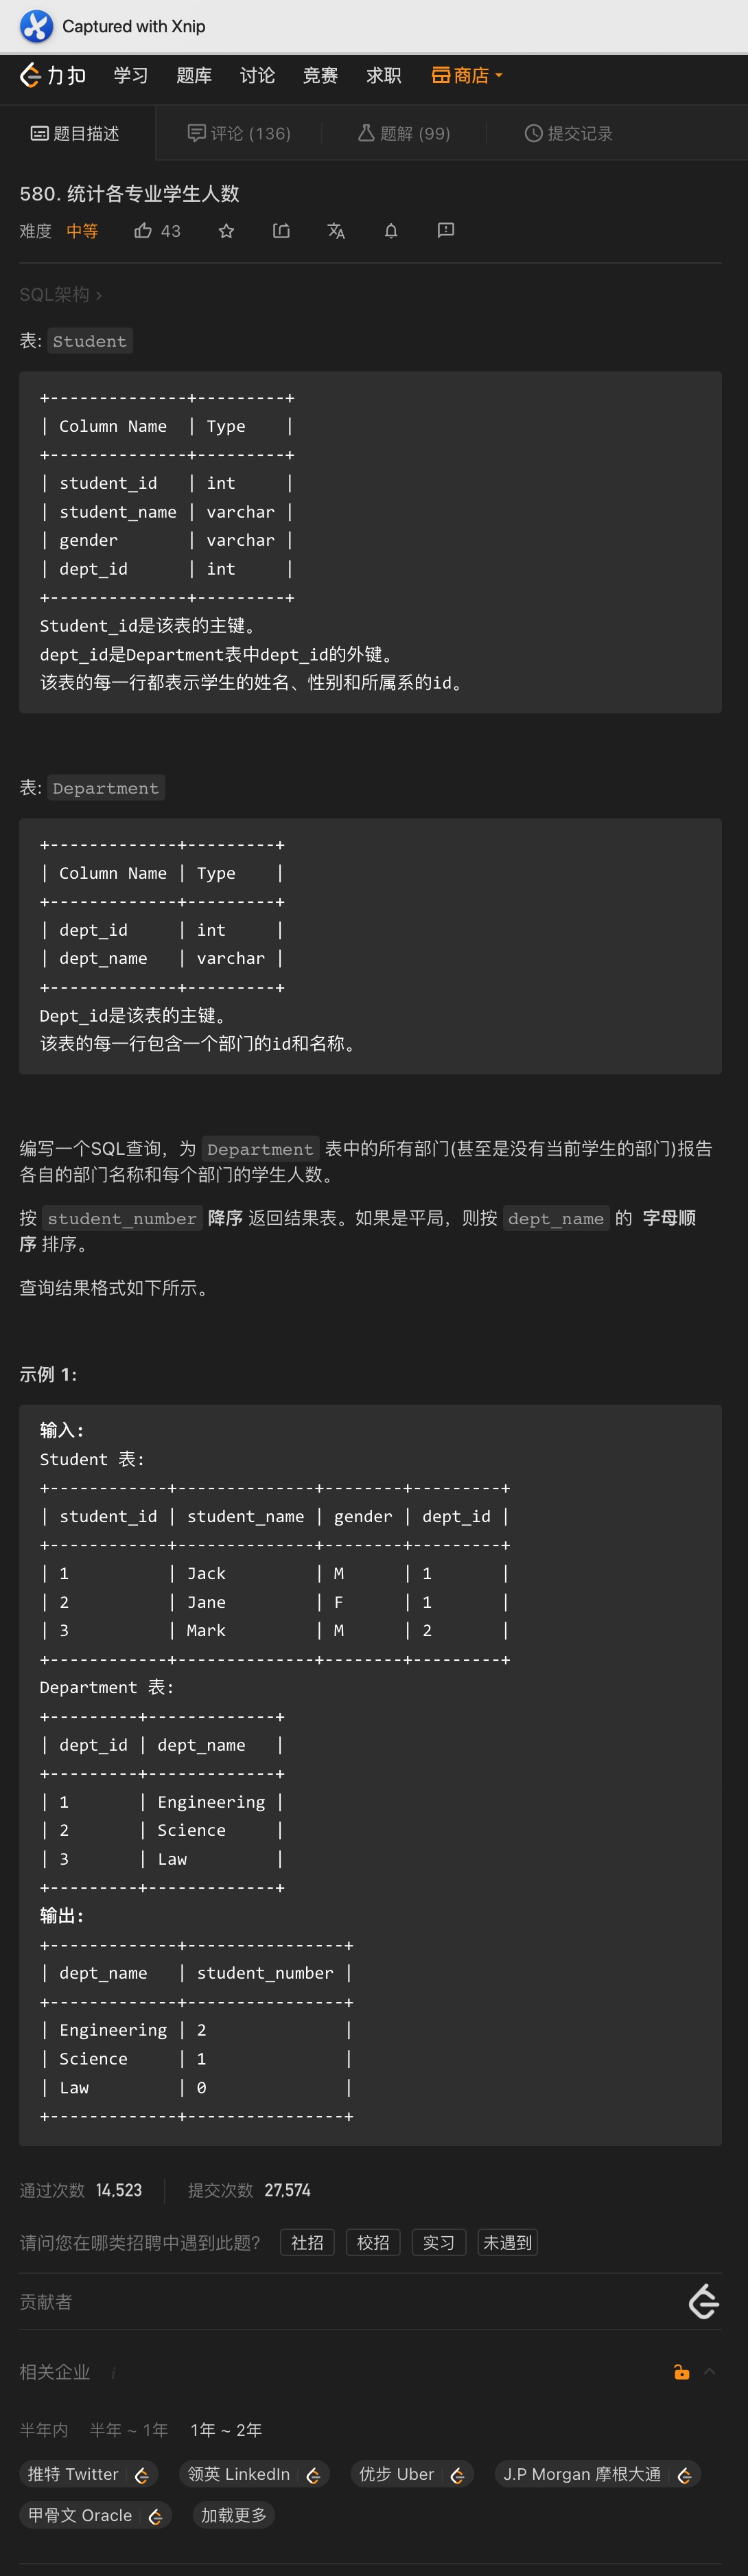 Captured with Xnip
力扣 学习 题库 讨论 竞赛 求职 商店
题目描述 评论 (136) 题解 (99) 提交记录
580. 统计各专业学生人数
难度 中等 43
SQL架构 >
表: Student
+--------------+---------+
| Column Name  | Type    |
+--------------+---------+
| student_id   | int     |
| student_name | varchar |
| gender       | varchar |
| dept_id      | int     |
+--------------+---------+
Student_id是该表的主键。
dept_id是Department表中dept_id的外键。
该表的每一行都表示学生的姓名、性别和所属系的id。
表: Department
+-------------+---------+
| Column Name | Type    |
+-------------+---------+
| dept_id     | int     |
| dept_name   | varchar |
+-------------+---------+
Dept_id是该表的主键。
该表的每一行包含一个部门的id和名称。
编写一个SQL查询，为 Department 表中的所有部门(甚至是没有当前学生的部门)报告
各自的部门名称和每个部门的学生人数。
按 student_number 降序 返回结果表。如果是平局，则按 dept_name 的 字母顺
序 排序。
查询结果格式如下所示。
示例 1:
输入:
Student 表:
+------------+--------------+--------+---------+
| student_id | student_name | gender | dept_id |
+------------+--------------+--------+---------+
| 1          | Jack         | M      | 1       |
| 2          | Jane         | F      | 1       |
| 3          | Mark         | M      | 2       |
+------------+--------------+--------+---------+
Department 表:
+---------+-------------+
| dept_id | dept_name   |
+---------+-------------+
| 1       | Engineering |
| 2       | Science     |
| 3       | Law         |
+---------+-------------+
输出:
+-------------+----------------+
| dept_name   | student_number |
+-------------+----------------+
| Engineering | 2              |
| Science     | 1              |
| Law         | 0              |
+-------------+----------------+
通过次数 14,523 提交次数 27,574
请问您在哪类招聘中遇到此题? 社招 校招 实习 未遇到
贡献者
相关企业 i
半年内 半年 ~ 1年 1年 ~ 2年
推特 Twitter 领英 LinkedIn 优步 Uber J.P Morgan 摩根大通
甲骨文 Oracle 加载更多